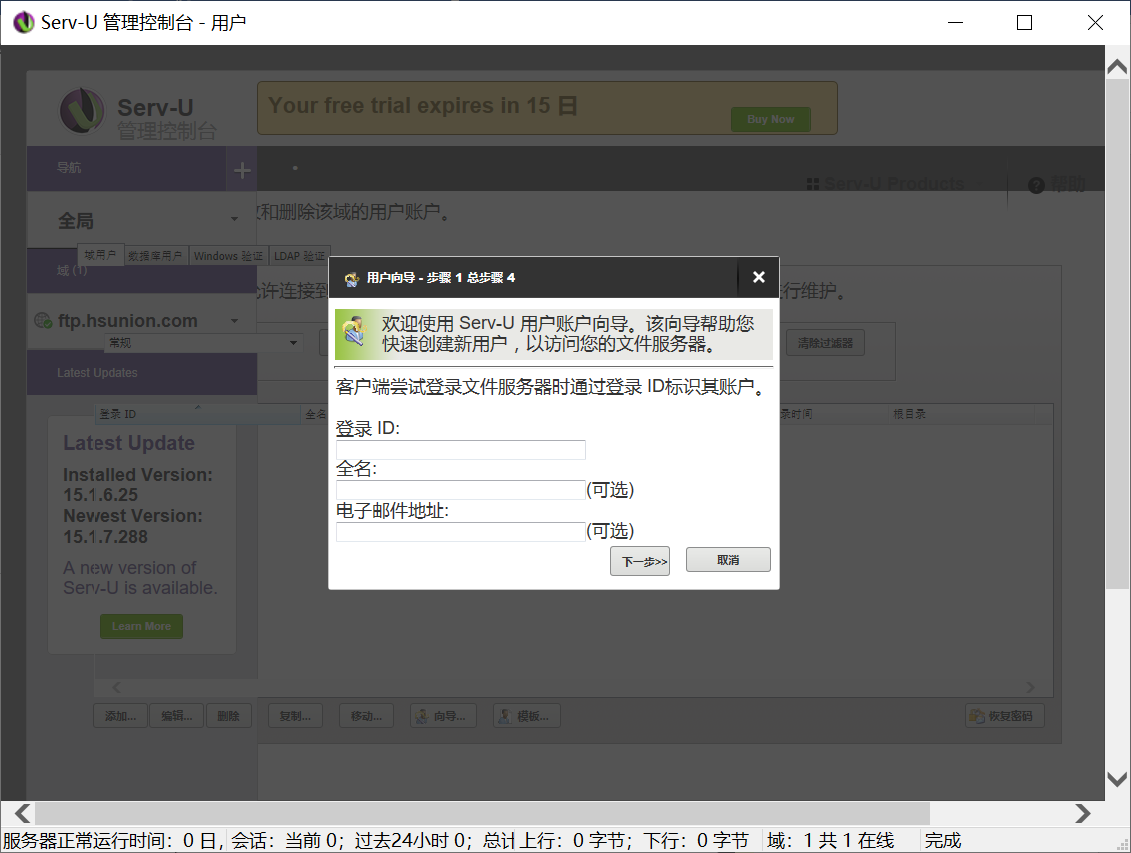 Serv-U 管理控制台 - 用户
Serv-U
管理控制台
Your free trial expires in 15 日
Buy Now
导航
Serv-U Products
帮助
全局
改和删除该域的用户账户。
域用户
数据库用户
Windows 验证
LDAP 验证
域 (1)
允许连接到
行维护。
ftp.hsunion.com
常规
清除过滤器
Latest Updates
登录 ID
全名
录时间
根目录
Latest Update
Installed Version:
15.1.6.25
Newest Version:
15.1.7.288
A new version of
Serv-U is available.
Learn More
用户向导 - 步骤 1 总步骤 4
欢迎使用 Serv-U 用户账户向导。该向导帮助您
快速创建新用户，以访问您的文件服务器。
客户端尝试登录文件服务器时通过登录 ID标识其账户。
登录 ID:
全名:
(可选)
电子邮件地址:
(可选)
下一步>>
取消
添加...
编辑...
删除
复制...
移动...
向导...
模板...
恢复密码
服务器正常运行时间：0 日，会话：当前 0；过去24小时 0；总计上行：0 字节；下行：0 字节
域：1 共 1 在线
完成